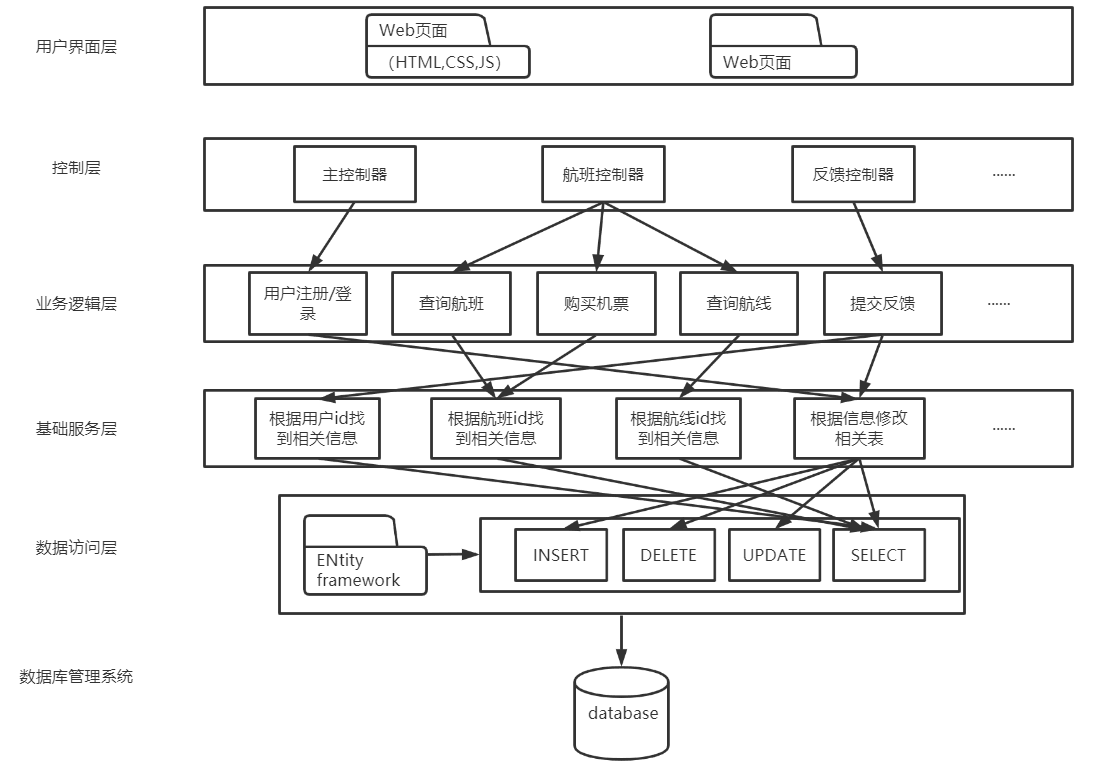 用户界面层
Web页面
（HTML,CSS,JS）
Web页面
控制层
主控制器
航班控制器
反馈控制器
······
业务逻辑层
用户注册/登
录
查询航班
购买机票
查询航线
提交反馈
······
基础服务层
根据用户id找
到相关信息
根据航班id找
到相关信息
根据航线id找
到相关信息
根据信息修改
相关表
······
数据访问层
ENtity
framework
INSERT
DELETE
UPDATE
SELECT
数据库管理系统
database